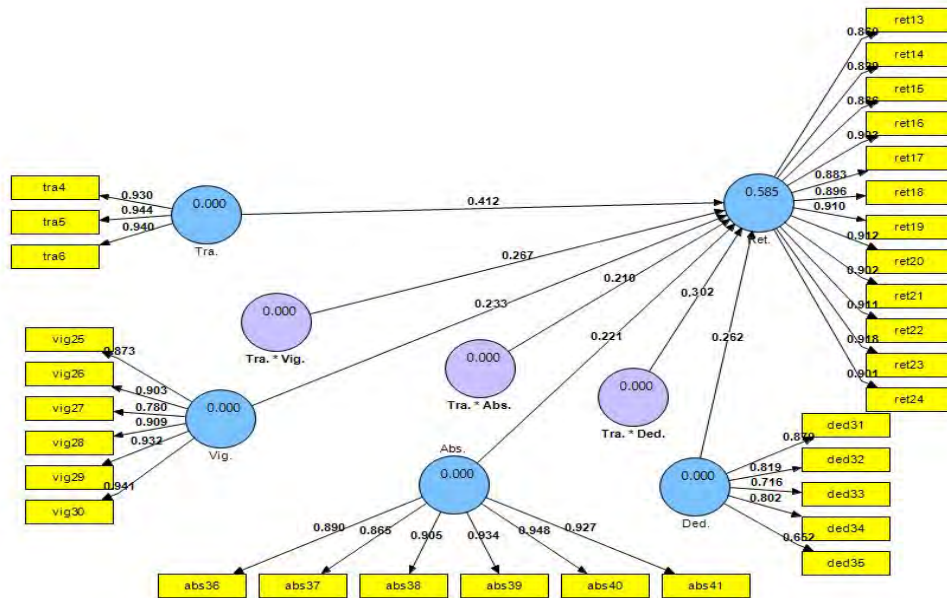 ret13
0.869
ret14
0.829
ret15
0.886
ret16
0.902
ret17
0.883
ret18
0.896
ret19
0.910
ret20
0.912
ret21
0.902
ret22
0.911
ret23
0.918
ret24
0.901
0.585
Ret.
tra4
0.930
tra5
0.944
tra6
0.940
0.000
Tra.
0.412
0.267
0.000
Tra. * Vig.
0.233
0.210
0.000
Tra. * Abs.
0.221
0.302
0.000
Tra. * Ded.
0.262
vig25
0.873
vig26
0.903
vig27
0.780
vig28
0.909
vig29
0.932
vig30
0.941
0.000
Vig.
Abs.
0.000
0.890
0.865
0.905
0.934
0.948
0.927
abs36
abs37
abs38
abs39
abs40
abs41
0.000
Ded.
ded31
ded32
0.819
ded33
0.716
ded34
0.802
ded35
0.652